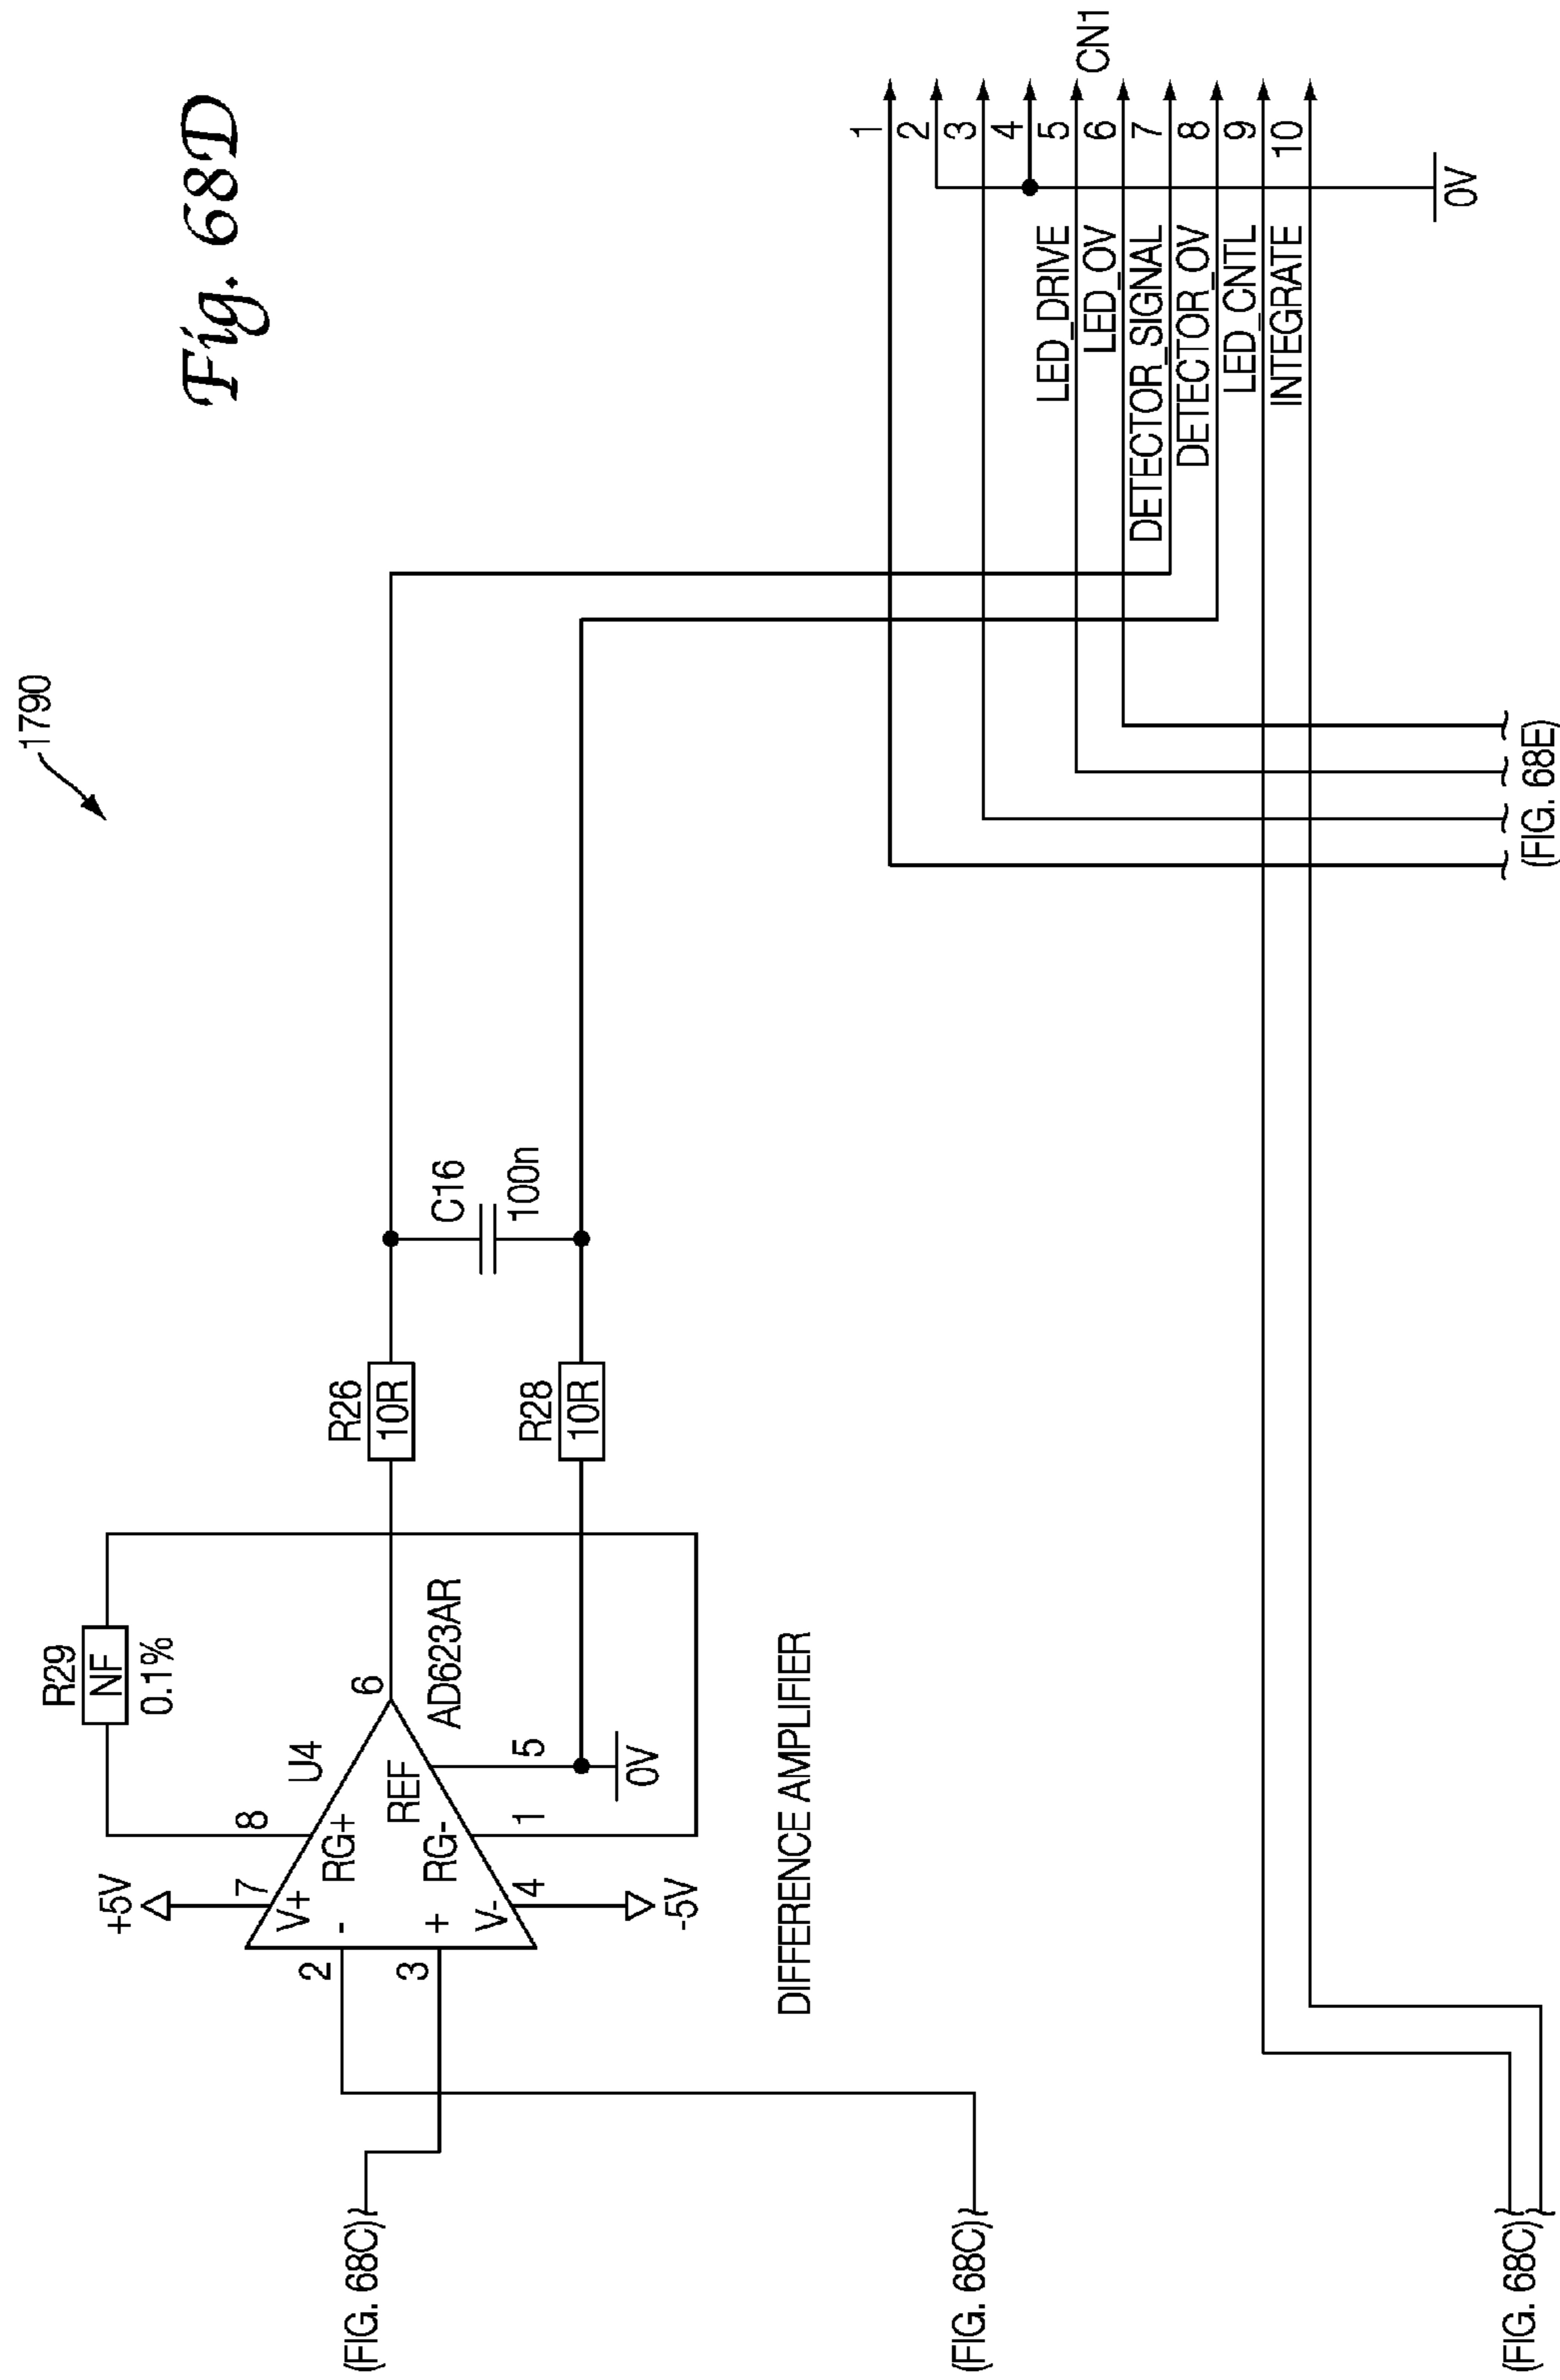 Fig. 68D
1790
+5V
R29
NF
0.1%
7
8
U4
V+
RG+
2
-
REF
6
3
+
RG-
V-
4
1
5
AD623AR
-5V
0V
R26
10R
R28
10R
C16
100n
DIFFERENCE AMPLIFIER
(FIG. 68C)
(FIG. 68C)
(FIG. 68C)
1
2
3
4
LED_DRIVE 5
LED_0V 6
DETECTOR_SIGNAL 7
DETECTOR_0V 8
LED_CNTL 9
INTEGRATE 10
CN1
0V
(FIG. 68E)